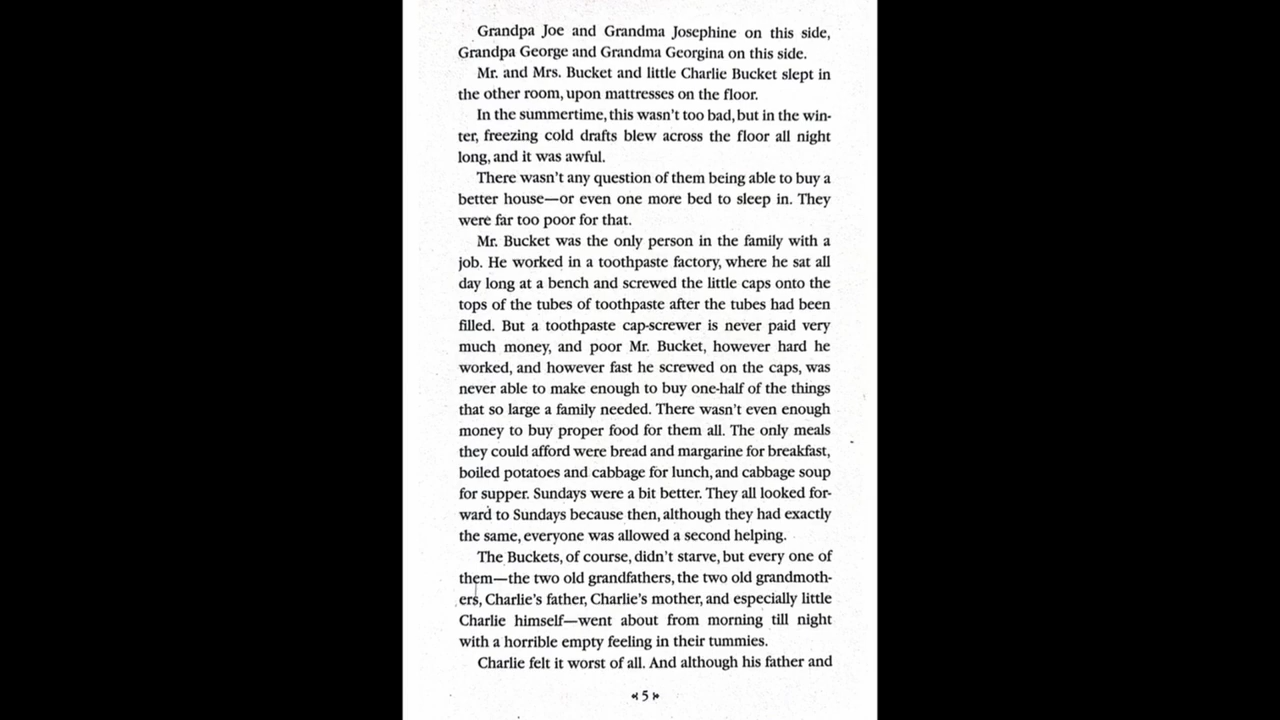 Grandpa Joe and Grandma Josephine on this side,
Grandpa George and Grandma Georgina on this side.
Mr. and Mrs. Bucket and little Charlie Bucket slept in
the other room, upon mattresses on the floor.
In the summertime, this wasn't too bad, but in the win-
ter, freezing cold drafts blew across the floor all night
long, and it was awful.
There wasn't any question of them being able to buy a
better house—or even one more bed to sleep in. They
were far too poor for that.
Mr. Bucket was the only person in the family with a
job. He worked in a toothpaste factory, where he sat all
day long at a bench and screwed the little caps onto the
tops of the tubes of toothpaste after the tubes had been
filled. But a toothpaste cap-screwer is never paid very
much money, and poor Mr. Bucket, however hard he
worked, and however fast he screwed on the caps, was
never able to make enough to buy one-half of the things
that so large a family needed. There wasn't even enough
money to buy proper food for them all. The only meals
they could afford were bread and margarine for breakfast,
boiled potatoes and cabbage for lunch, and cabbage soup
for supper. Sundays were a bit better. They all looked for-
ward to Sundays because then, although they had exactly
the same, everyone was allowed a second helping.
The Buckets, of course, didn't starve, but every one of
them—the two old grandfathers, the two old grandmoth-
ers, Charlie's father, Charlie's mother, and especially little
Charlie himself—went about from morning till night
with a horrible empty feeling in their tummies.
Charlie felt it worst of all. And although his father and
5